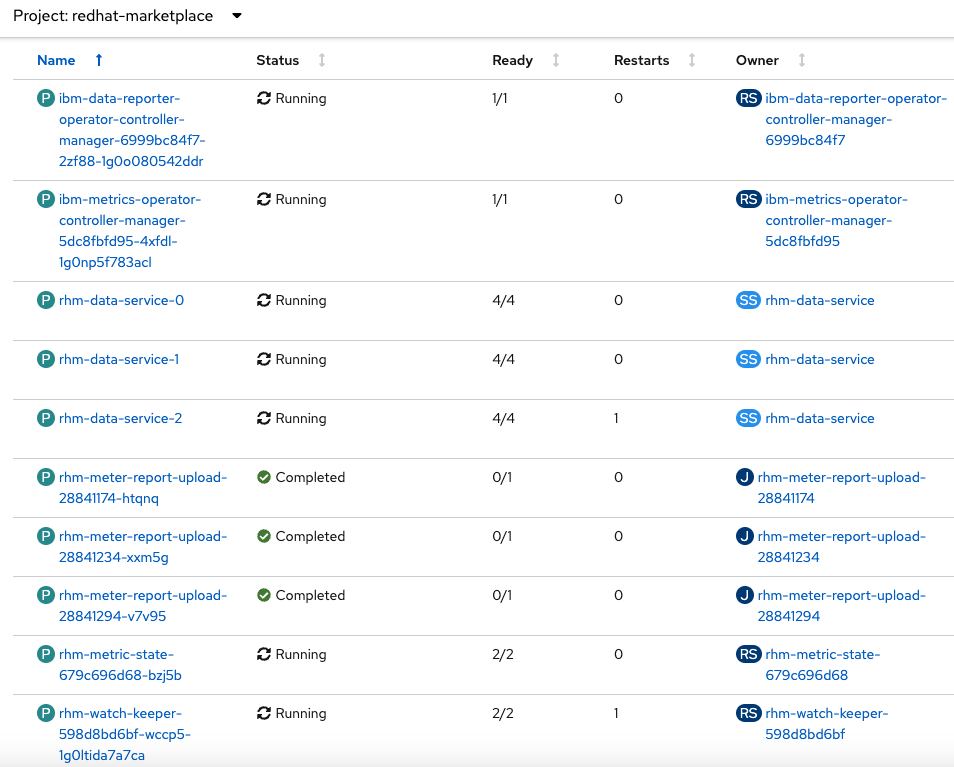 Project: redhat-marketplace
Name Status Ready Restarts Owner
P ibm-data-reporter- Running 1/1 0 RS ibm-data-reporter-operator-
operator-controller- controller-manager-
manager-6999bc84f7- 6999bc84f7
2zf88-1g0o080542ddr
P ibm-metrics-operator- Running 1/1 0 RS ibm-metrics-operator-
controller-manager- controller-manager-
5dc8fbfd95-4xfdl- 5dc8fbfd95
1g0np5f783acl
P rhm-data-service-0 Running 4/4 0 SS rhm-data-service
P rhm-data-service-1 Running 4/4 0 SS rhm-data-service
P rhm-data-service-2 Running 4/4 1 SS rhm-data-service
P rhm-meter-report-upload- Completed 0/1 0 J rhm-meter-report-upload-
28841174-htqnq 28841174
P rhm-meter-report-upload- Completed 0/1 0 J rhm-meter-report-upload-
28841234-xxm5g 28841234
P rhm-meter-report-upload- Completed 0/1 0 J rhm-meter-report-upload-
28841294-v7v95 28841294
P rhm-metric-state- Running 2/2 0 RS rhm-metric-state-
679c696d68-bzj5b 679c696d68
P rhm-watch-keeper- Running 2/2 1 RS rhm-watch-keeper-
598d8bd6bf-wccp5- 598d8bd6bf
1g0ltida7a7ca